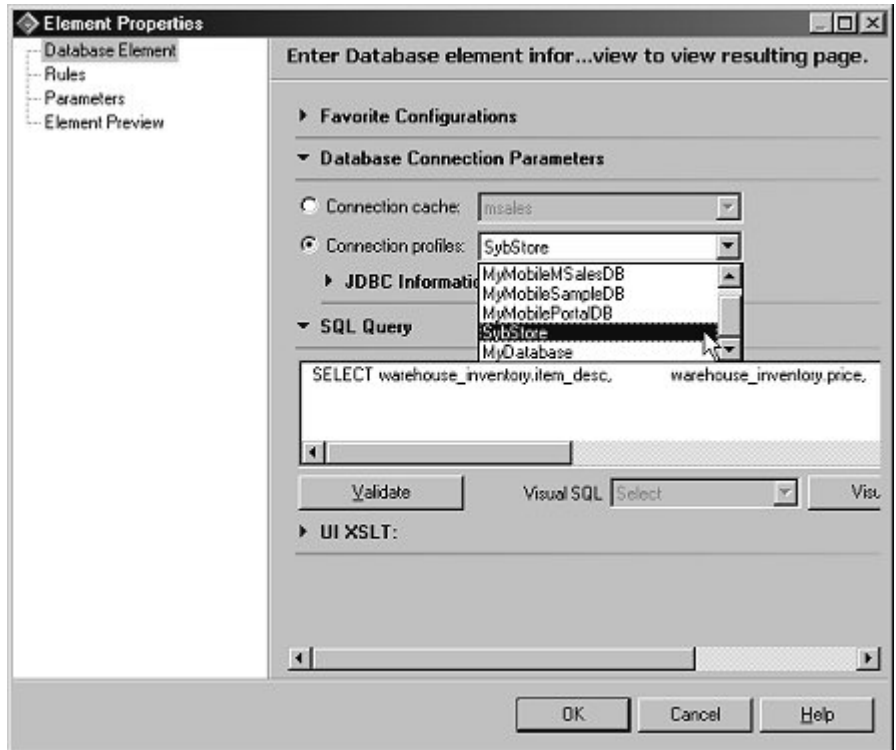 Element Properties
Database Element
Rules
Parameters
Element Preview
Enter Database element infor...view to view resulting page.
Favorite Configurations
Database Connection Parameters
Connection cache: msales
Connection profiles: SybStore
MyMobileMSalesDB
JDBC Informatio
MyMobileSampleDB
MyMobilePortalDB
SQL Query
SybStore
MyDatabase
SELECT warehouse_inventory.item_desc, warehouse_inventory.price,
Validate Visual SQL Select Visu
UI XSLT:
OK Cancel Help